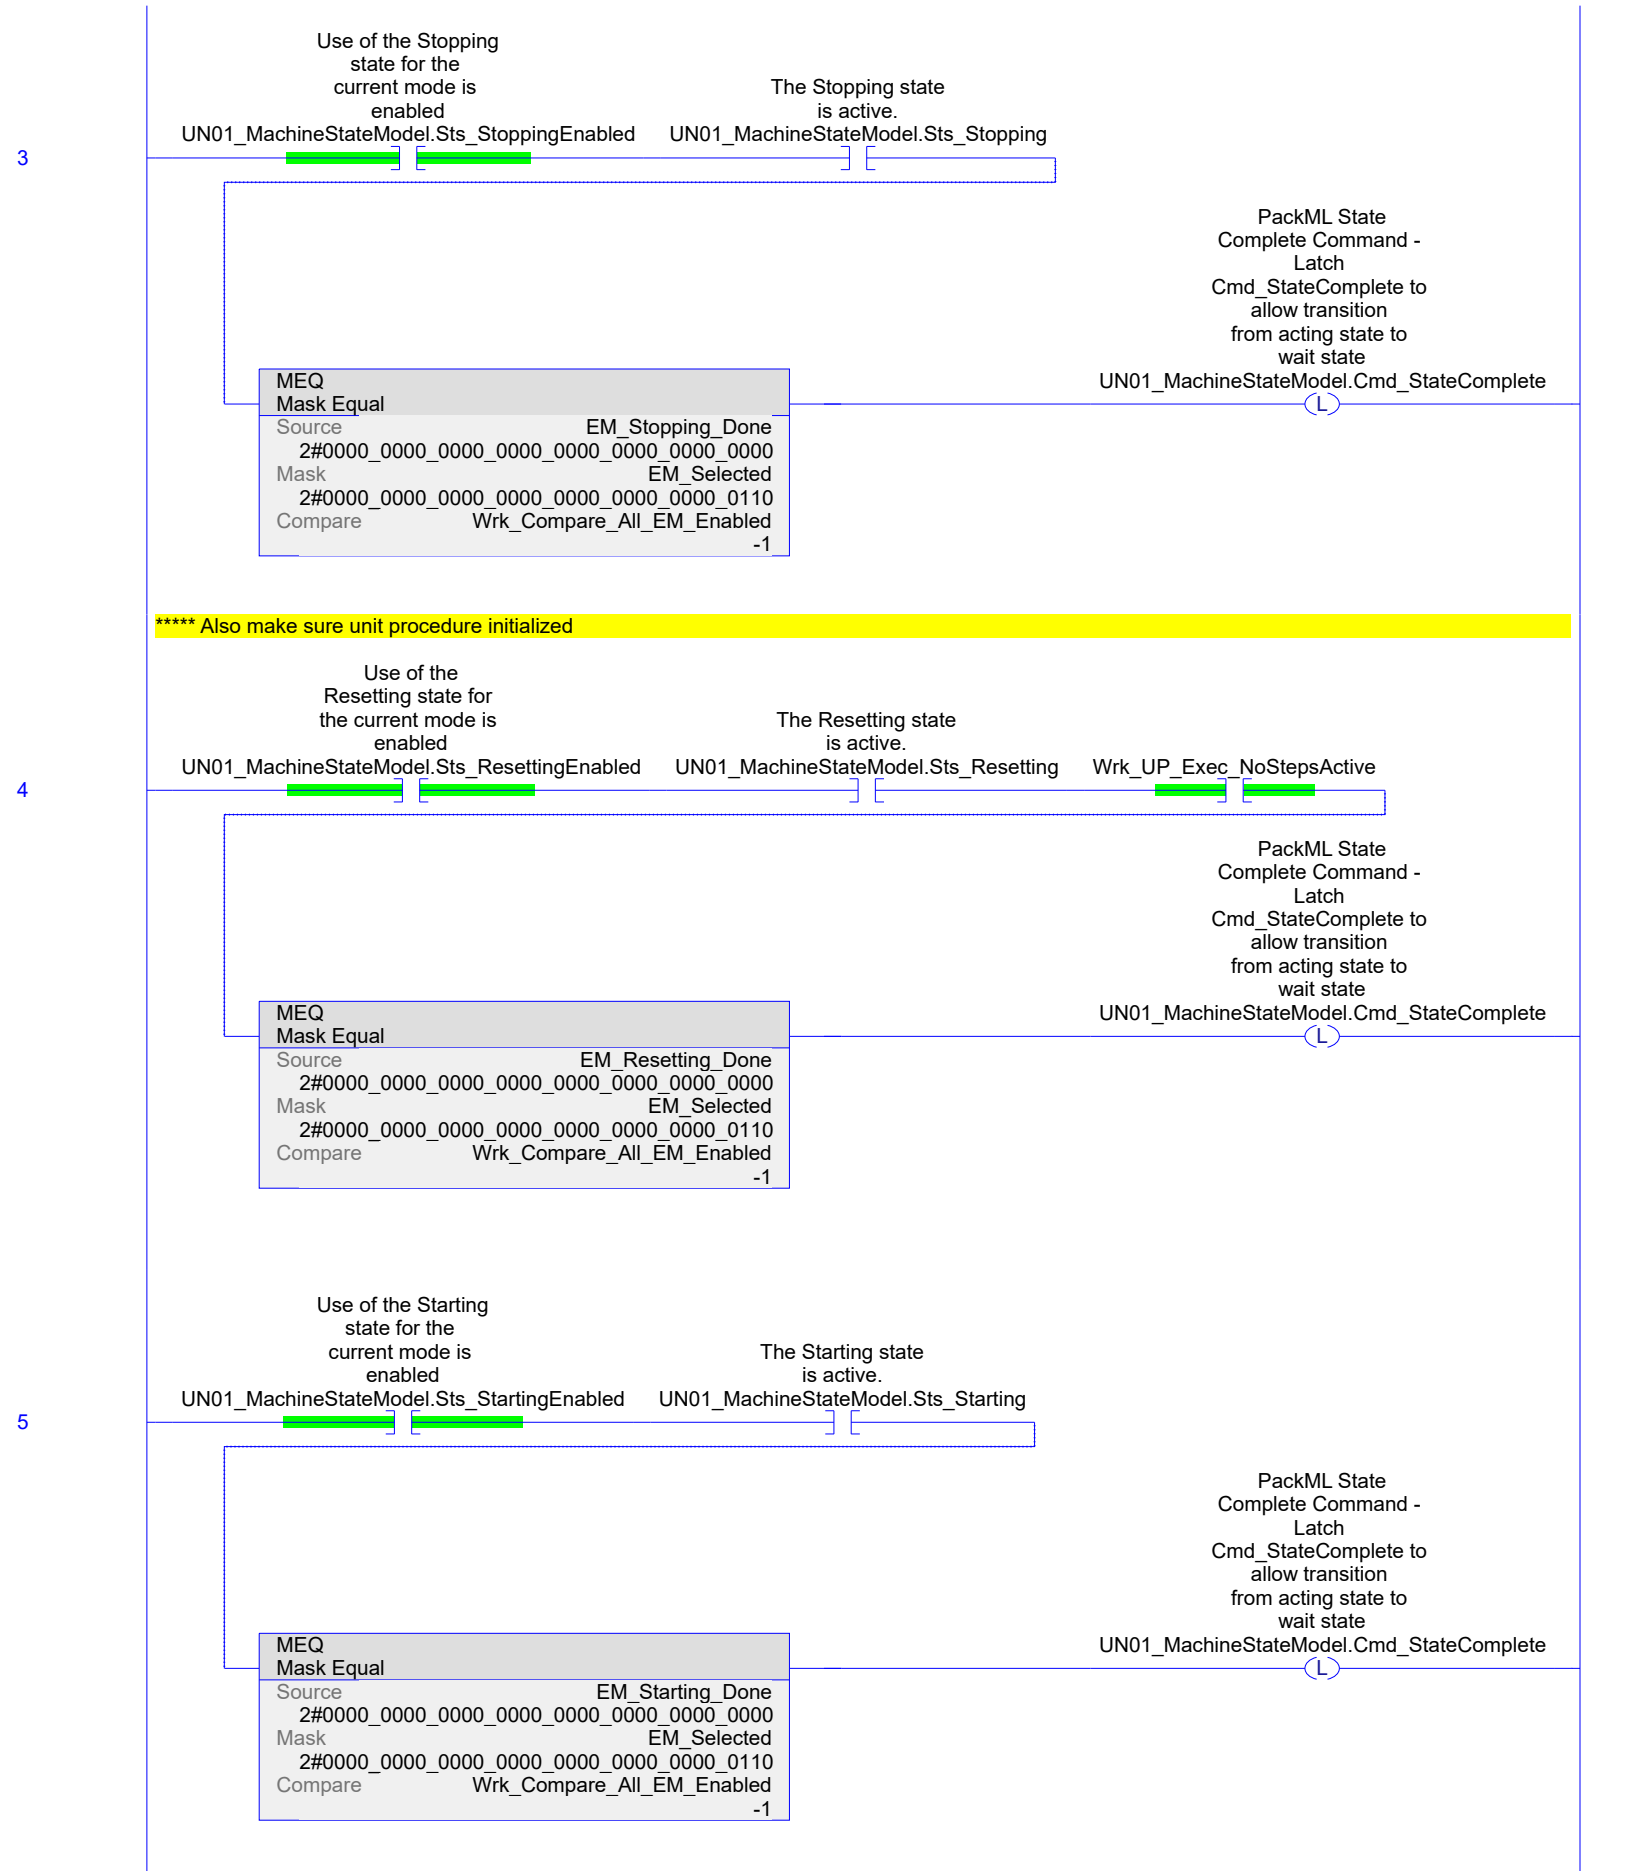 Use of the Stopping
state for the
current mode is
enabled
UN01_MachineStateModel.Sts_StoppingEnabled
The Stopping state
is active.
UN01_MachineStateModel.Sts_Stopping
3
PackML State
Complete Command -
Latch
Cmd_StateComplete to
allow transition
from acting state to
wait state
UN01_MachineStateModel.Cmd_StateComplete
L
MEQ
Mask Equal
Source EM_Stopping_Done
2#0000_0000_0000_0000_0000_0000_0000_0000
Mask EM_Selected
2#0000_0000_0000_0000_0000_0000_0000_0110
Compare Wrk_Compare_All_EM_Enabled
-1
***** Also make sure unit procedure initialized
Use of the
Resetting state for
the current mode is
enabled
UN01_MachineStateModel.Sts_ResettingEnabled
The Resetting state
is active.
UN01_MachineStateModel.Sts_Resetting
Wrk_UP_Exec_NoStepsActive
4
PackML State
Complete Command -
Latch
Cmd_StateComplete to
allow transition
from acting state to
wait state
UN01_MachineStateModel.Cmd_StateComplete
L
MEQ
Mask Equal
Source EM_Resetting_Done
2#0000_0000_0000_0000_0000_0000_0000_0000
Mask EM_Selected
2#0000_0000_0000_0000_0000_0000_0000_0110
Compare Wrk_Compare_All_EM_Enabled
-1
Use of the Starting
state for the
current mode is
enabled
UN01_MachineStateModel.Sts_StartingEnabled
The Starting state
is active.
UN01_MachineStateModel.Sts_Starting
5
PackML State
Complete Command -
Latch
Cmd_StateComplete to
allow transition
from acting state to
wait state
UN01_MachineStateModel.Cmd_StateComplete
L
MEQ
Mask Equal
Source EM_Starting_Done
2#0000_0000_0000_0000_0000_0000_0000_0000
Mask EM_Selected
2#0000_0000_0000_0000_0000_0000_0000_0110
Compare Wrk_Compare_All_EM_Enabled
-1